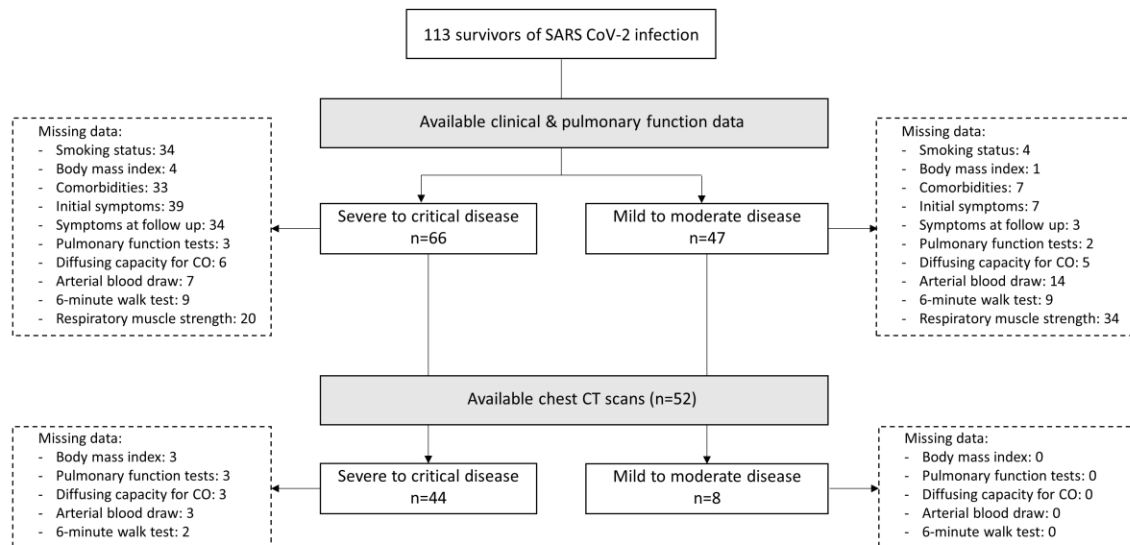 113 survivors of SARS CoV-2 infection
Available clinical & pulmonary function data
Missing data:
- Smoking status: 34
- Body mass index: 4
- Comorbidities: 33
- Initial symptoms: 39
- Symptoms at follow up: 34
- Pulmonary function tests: 3
- Diffusing capacity for CO: 6
- Arterial blood draw: 7
- 6-minute walk test: 9
- Respiratory muscle strength: 20
Severe to critical disease
n=66
Mild to moderate disease
n=47
Missing data:
- Smoking status: 4
- Body mass index: 1
- Comorbidities: 7
- Initial symptoms: 7
- Symptoms at follow up: 3
- Pulmonary function tests: 2
- Diffusing capacity for CO: 5
- Arterial blood draw: 14
- 6-minute walk test: 9
- Respiratory muscle strength: 34
Available chest CT scans (n=52)
Missing data:
- Body mass index: 3
- Pulmonary function tests: 3
- Diffusing capacity for CO: 3
- Arterial blood draw: 3
- 6-minute walk test: 2
Severe to critical disease
n=44
Mild to moderate disease
n=8
Missing data:
- Body mass index: 0
- Pulmonary function tests: 0
- Diffusing capacity for CO: 0
- Arterial blood draw: 0
- 6-minute walk test: 0